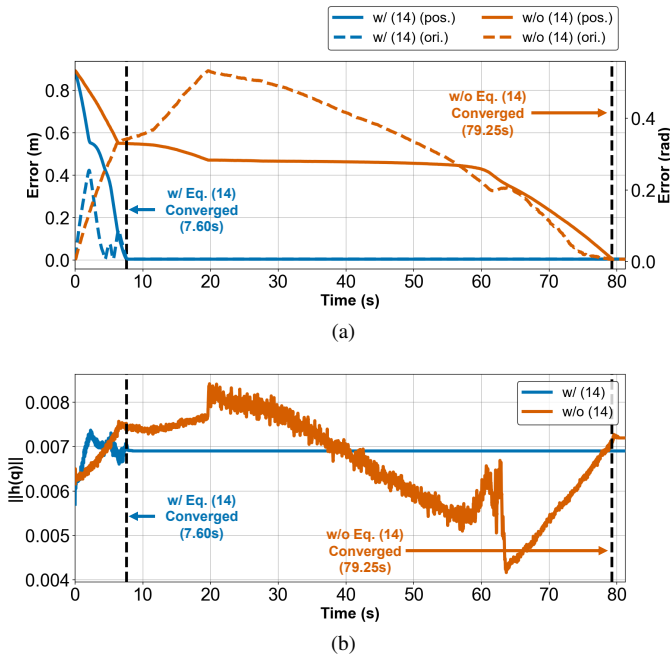 w/ (14) (pos.) w/o (14) (pos.)
w/ (14) (ori.) w/o (14) (ori.)
0.8
0.6
0.4
0.2
0.0
Error (m)
w/o Eq. (14)
Converged
(79.25s)
w/ Eq. (14)
Converged
(7.60s)
0.4
0.2
0.0
Error (rad)
0 10 20 30 40 50 60 70 80
Time (s)
(a)
0.008
0.007
0.006
0.005
0.004
||h(q)||
w/ (14)
w/o (14)
w/ Eq. (14)
Converged
(7.60s)
w/o Eq. (14)
Converged
(79.25s)
0 10 20 30 40 50 60 70 80
Time (s)
(b)